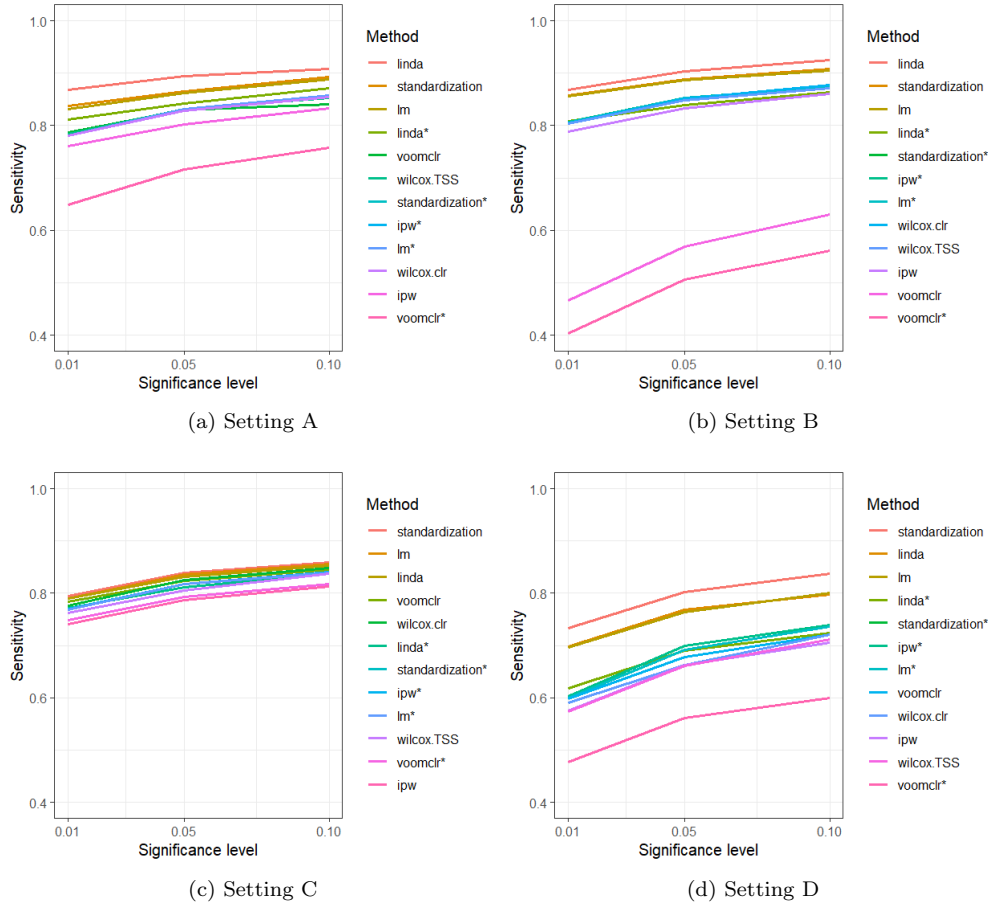 1.0
0.8
0.6
0.4
Sensitivity
0.01
0.05
0.10
Significance level
Method
linda
standardization
lm
linda*
voomclr
wilcox.TSS
standardization*
ipw*
lm*
wilcox.clr
ipw
voomclr*
(a) Setting A
1.0
0.8
0.6
0.4
Sensitivity
0.01
0.05
0.10
Significance level
Method
linda
standardization
lm
linda*
standardization*
ipw*
lm*
wilcox.clr
wilcox.TSS
ipw
voomclr
voomclr*
(b) Setting B
1.0
0.8
0.6
0.4
Sensitivity
0.01
0.05
0.10
Significance level
Method
standardization
lm
linda
voomclr
wilcox.clr
linda*
standardization*
ipw*
lm*
wilcox.TSS
voomclr*
ipw
(c) Setting C
1.0
0.8
0.6
0.4
Sensitivity
0.01
0.05
0.10
Significance level
Method
standardization
linda
lm
linda*
standardization*
ipw*
lm*
voomclr
wilcox.clr
ipw
wilcox.TSS
voomclr*
(d) Setting D